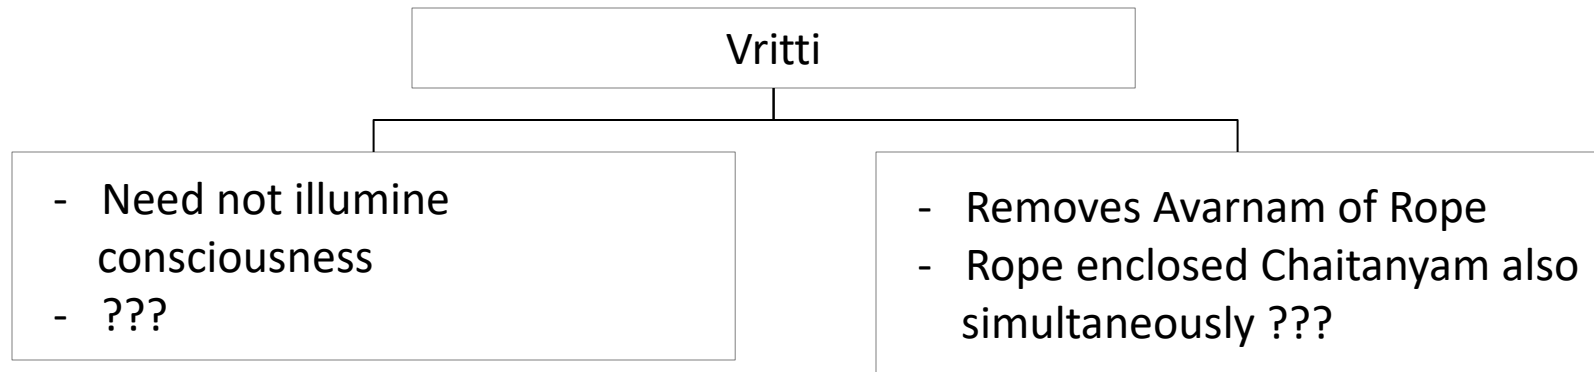 Vritti
- Need not illumine
consciousness
- ???
- Removes Avarnam of Rope
- Rope enclosed Chaitanyam also
simultaneously ???